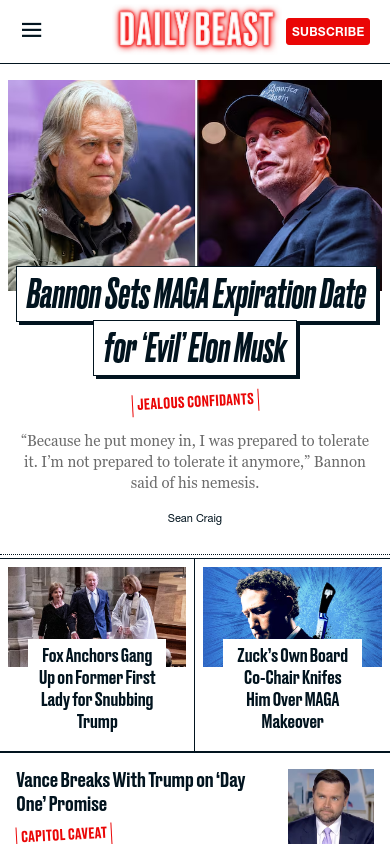 DAILY BEAST
SUBSCRIBE
America
Again
Bannon Sets MAGA Expiration Date
for ‘Evil’ Elon Musk
JEALOUS CONFIDANTS
“Because he put money in, I was prepared to tolerate
it. I’m not prepared to tolerate it anymore,” Bannon
said of his nemesis.
Sean Craig
Fox Anchors Gang
Up on Former First
Lady for Snubbing
Trump
Zuck’s Own Board
Co-Chair Knifes
Him Over MAGA
Makeover
Vance Breaks With Trump on ‘Day
One’ Promise
CAPITOL CAVEAT